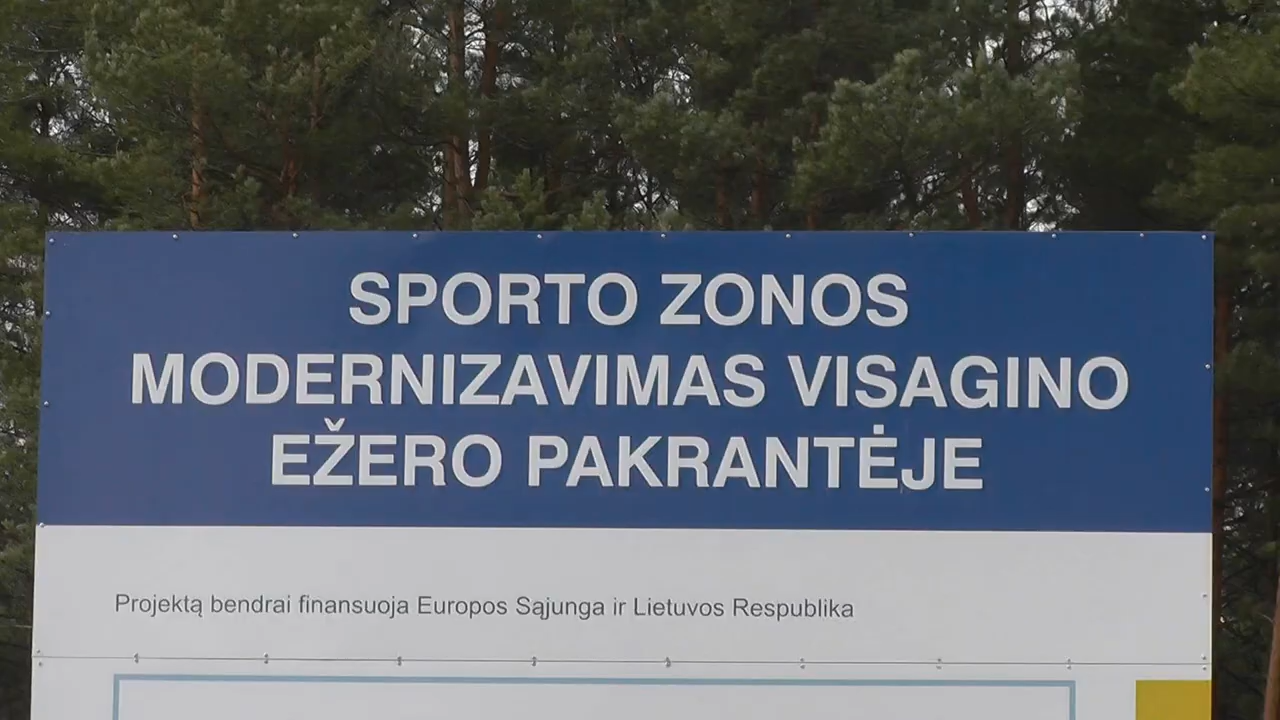 SPORTO ZONOS
MODERNIZAVIMAS VISAGINO
EŽERO PAKRANTĖJE
Projektą bendrai finansuoja Europos Sąjunga ir Lietuvos Respublika